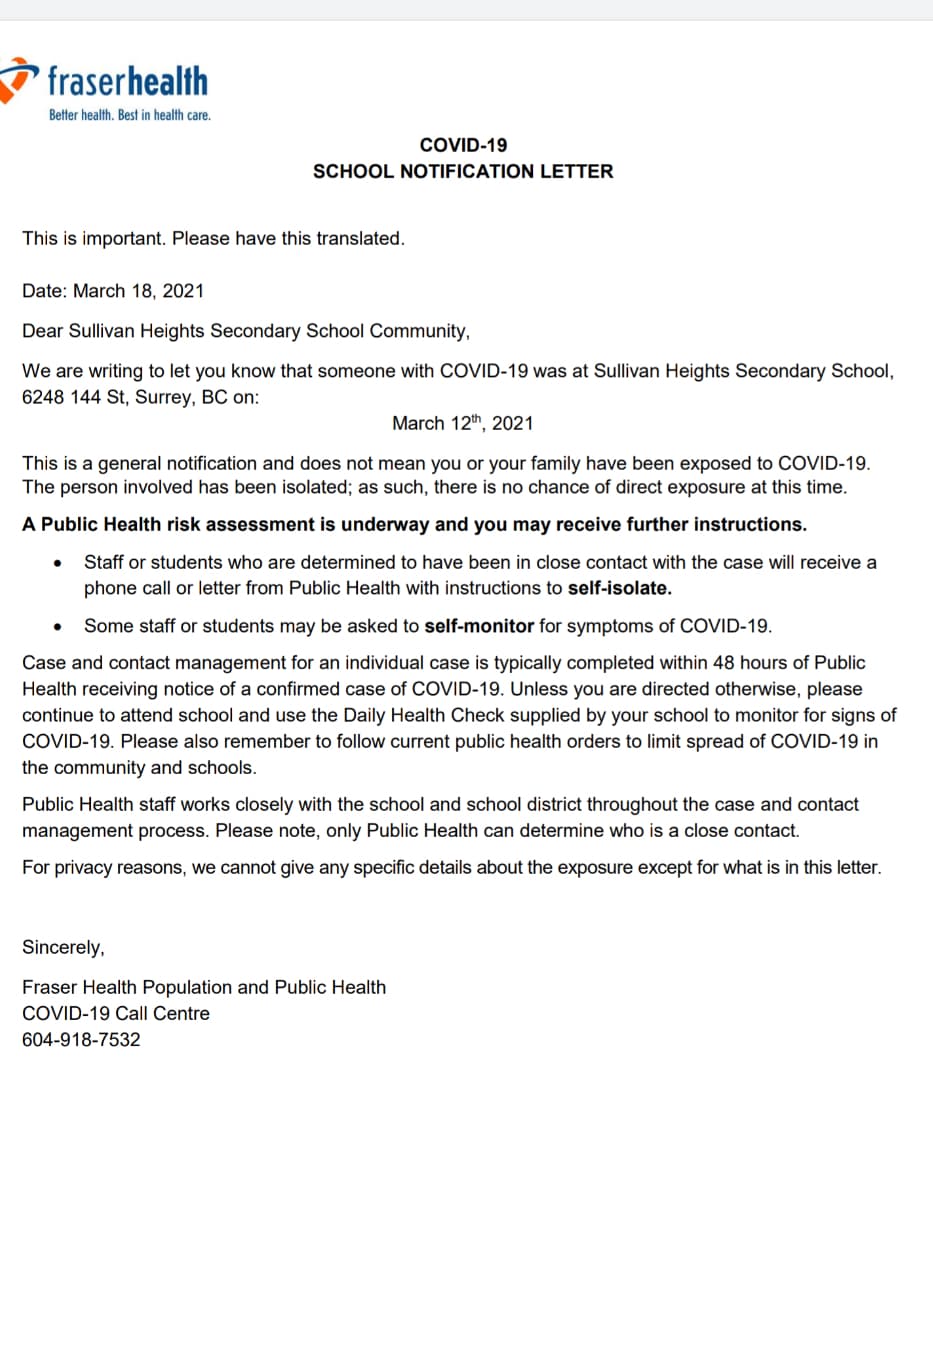 fraserhealth
Better health. Best in health care.
COVID-19
SCHOOL NOTIFICATION LETTER
This is important. Please have this translated.
Date: March 18, 2021
Dear Sullivan Heights Secondary School Community,
We are writing to let you know that someone with COVID-19 was at Sullivan Heights Secondary School,
6248 144 St, Surrey, BC on:
March 12th, 2021
This is a general notification and does not mean you or your family have been exposed to COVID-19.
The person involved has been isolated; as such, there is no chance of direct exposure at this time.
A Public Health risk assessment is underway and you may receive further instructions.
• Staff or students who are determined to have been in close contact with the case will receive a
phone call or letter from Public Health with instructions to self-isolate.
• Some staff or students may be asked to self-monitor for symptoms of COVID-19.
Case and contact management for an individual case is typically completed within 48 hours of Public
Health receiving notice of a confirmed case of COVID-19. Unless you are directed otherwise, please
continue to attend school and use the Daily Health Check supplied by your school to monitor for signs of
COVID-19. Please also remember to follow current public health orders to limit spread of COVID-19 in
the community and schools.
Public Health staff works closely with the school and school district throughout the case and contact
management process. Please note, only Public Health can determine who is a close contact.
For privacy reasons, we cannot give any specific details about the exposure except for what is in this letter.
Sincerely,
Fraser Health Population and Public Health
COVID-19 Call Centre
604-918-7532